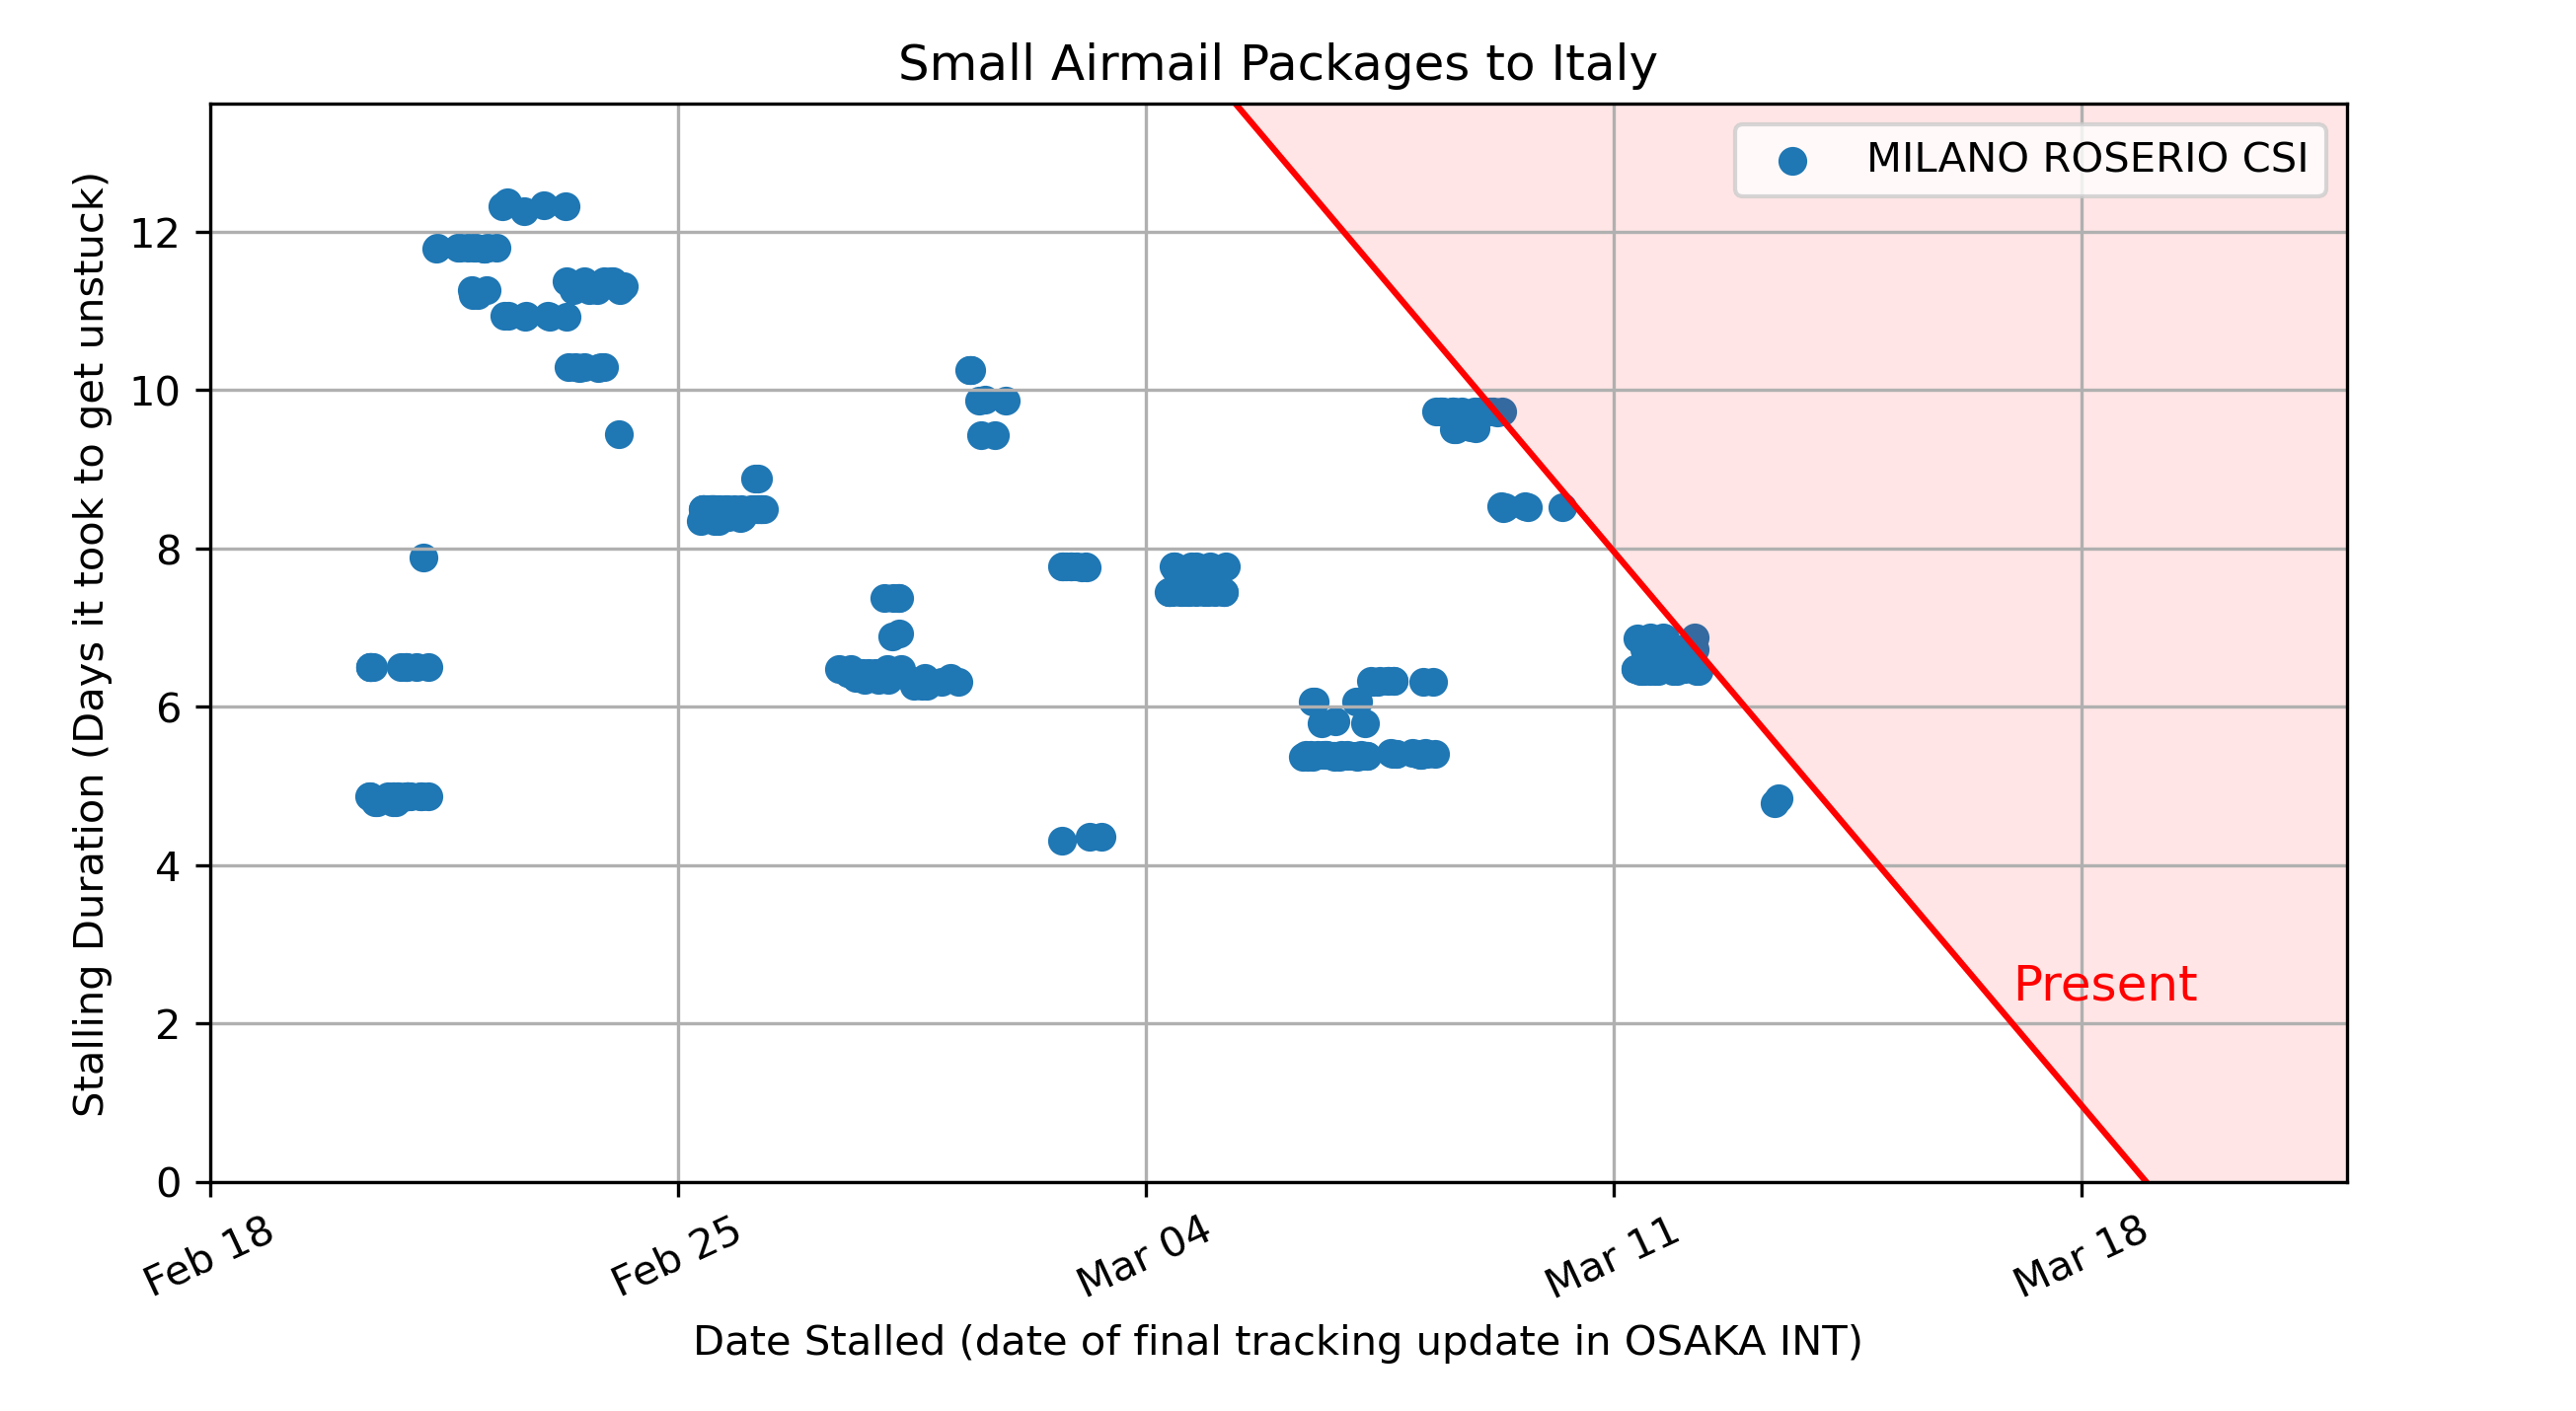 Small Airmail Packages to Italy
MILANO ROSERIO CSI
Stalling Duration (Days it took to get unstuck)
12
10
8
6
4
2
0
Present
Feb 18
Feb 25
Mar 04
Mar 11
Mar 18
Date Stalled (date of final tracking update in OSAKA INT)